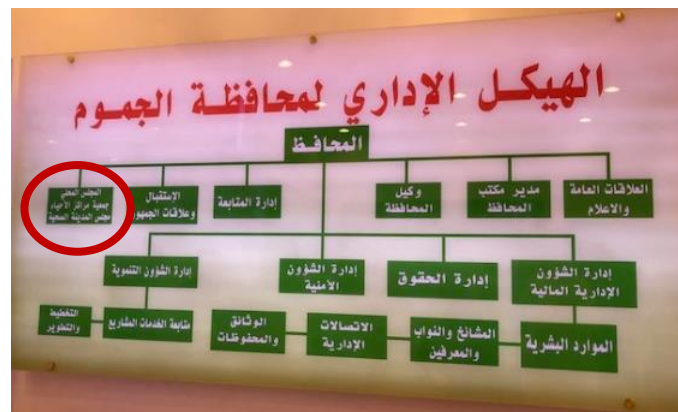 الهيكل الإداري لمحافظة الجموم
المحافظ
العلاقات العامة
والاعلام
مدير مكتب
المحافظ
وكيل
المحافظة
إدارة المتابعة
الإستقبال
وعلاقات الجمهور
المجلس المحلي
جمعية مراكز الأحياء
مجلس المدينة الصحية
إدارة الشؤون
الإدارية المالية
إدارة الحقوق
إدارة الشؤون
الأمنية
إدارة الشؤون التنموية
الموارد البشرية
المشائخ والنواب
والمعرفين
الاتصالات
الإدارية
الوثائق
والمحفوظات
متابعة الخدمات المشاريع
التخطيط
والتطوير